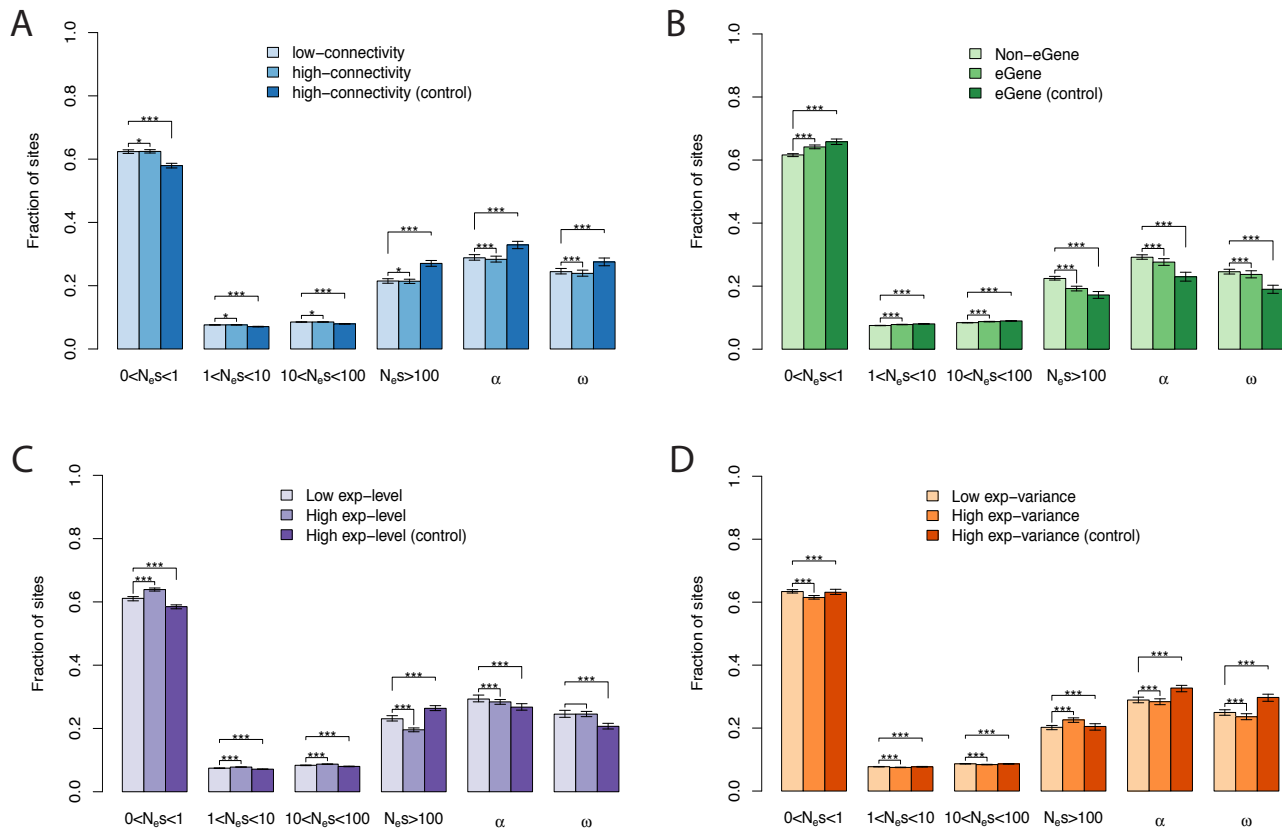 A
1.0
0.8
0.6
0.4
0.2
0.0
Fraction of sites
low−connectivity
high−connectivity
high−connectivity (control)
***
*
***
*
***
*
***
*
***
***
***
***
0<Nₑs<1 1<Nₑs<10 10<Nₑs<100 Nₑs>100 α ω
B
1.0
0.8
0.6
0.4
0.2
0.0
Fraction of sites
Non−eGene
eGene
eGene (control)
***
***
***
***
***
***
***
***
***
***
***
***
0<Nₑs<1 1<Nₑs<10 10<Nₑs<100 Nₑs>100 α ω
C
1.0
0.8
0.6
0.4
0.2
0.0
Fraction of sites
Low exp−level
High exp−level
High exp−level (control)
***
***
***
***
***
***
***
***
***
***
***
0<Nₑs<1 1<Nₑs<10 10<Nₑs<100 Nₑs>100 α ω
D
1.0
0.8
0.6
0.4
0.2
0.0
Fraction of sites
Low exp−variance
High exp−variance
High exp−variance (control)
***
***
***
***
***
***
***
***
***
***
***
***
0<Nₑs<1 1<Nₑs<10 10<Nₑs<100 Nₑs>100 α ω